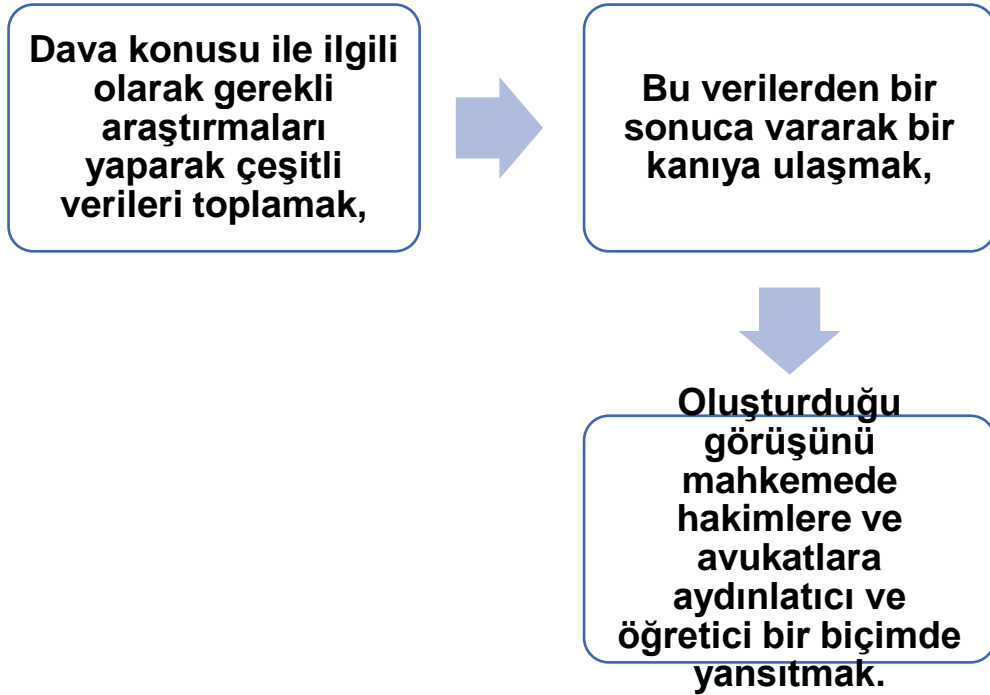 Dava konusu ile ilgili
olarak gerekli
araştırmaları
yaparak çeşitli
verileri toplamak,
Bu verilerden bir
sonuca vararak bir
kanıya ulaşmak,
Oluşturduğu
görüşünü
mahkemede
hakimlere ve
avukatlara
aydınlatıcı ve
öğretici bir biçimde
yansıtmak.